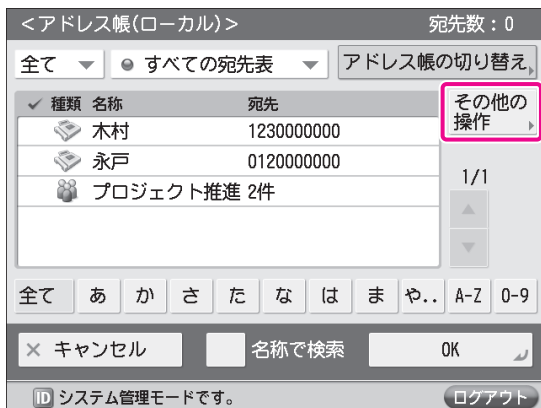 <アドレス帳(ローカル)> 宛先数:0
全て すべての宛先表 アドレス帳の切り替え
種類 名称 宛先
その他の
操作
木村 1230000000
永戸 0120000000
プロジェクト推進 2件
1/1
全て あ か さ た な は ま や.. A-Z 0-9
キャンセル 名称で検索 OK
ID システム管理モードです。 ログアウト